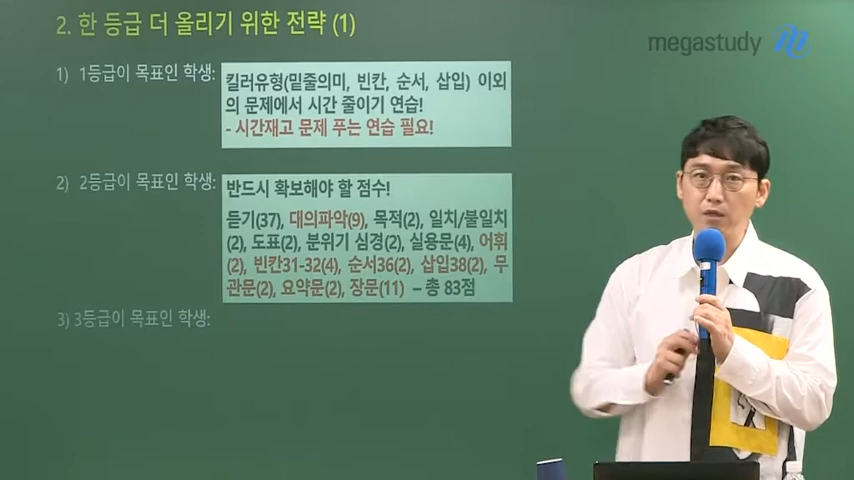 2. 한 등급 더 올리기 위한 전략 (1)
megastudy
1) 1등급이 목표인 학생:
킬러유형(밑줄의미, 빈칸, 순서, 삽입) 이외
의 문제에서 시간 줄이기 연습!
- 시간재고 문제 푸는 연습 필요!
2) 2등급이 목표인 학생:
반드시 확보해야 할 점수!
듣기(37), 대의파악(9), 목적(2), 일치/불일치
(2), 도표(2), 분위기 심경(2), 실용문(4), 어휘
(2), 빈칸31-32(4), 순서36(2), 삽입38(2), 무
관문(2), 요약문(2), 장문(11) – 총 83점
3) 3등급이 목표인 학생: